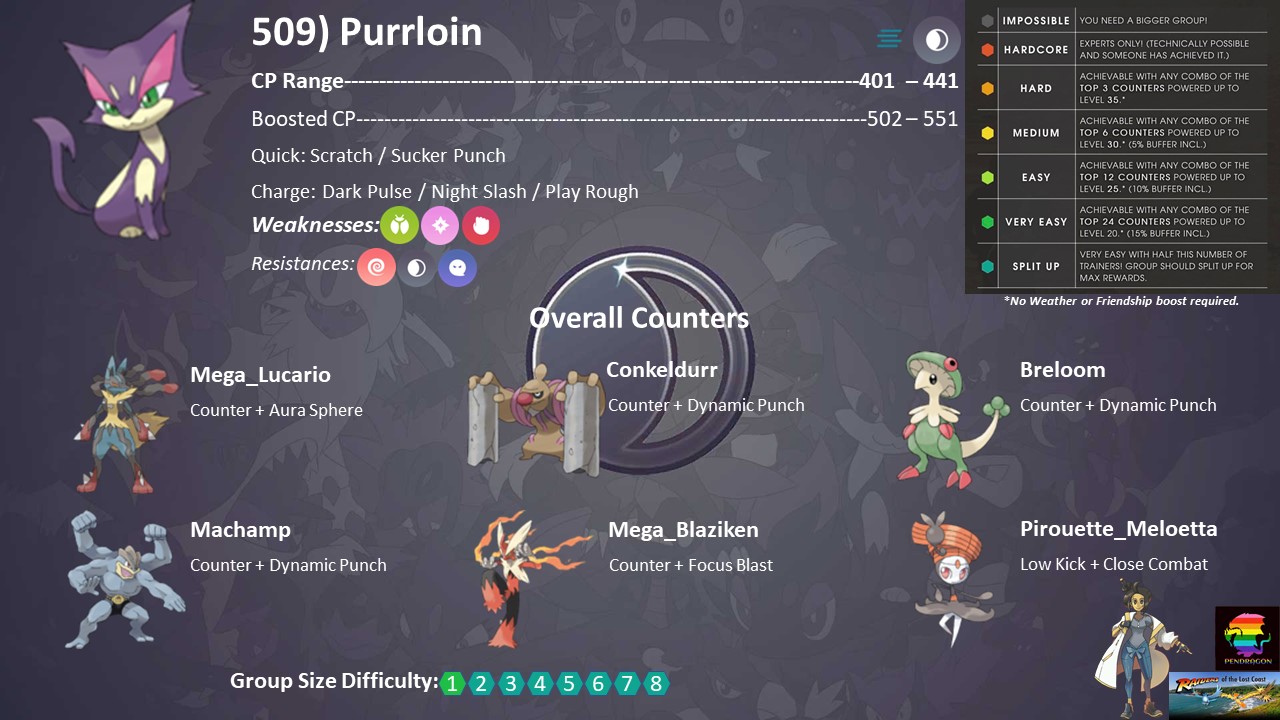 509) Purrloin
CP Range--------------------------------------------------------------------------401 – 441
Boosted CP-------------------------------------------------------------------------502 – 551
Quick: Scratch / Sucker Punch
Charge: Dark Pulse / Night Slash / Play Rough
Weaknesses:
Resistances:
IMPOSSIBLE YOU NEED A BIGGER GROUP!
HARDCORE EXPERTS ONLY! (TECHNICALLY POSSIBLE
AND SOMEONE HAS ACHIEVED IT.)
HARD ACHIEVABLE WITH ANY COMBO OF THE
TOP 3 COUNTERS POWERED UP TO
LEVEL 35.*
MEDIUM ACHIEVABLE WITH ANY COMBO OF THE
TOP 6 COUNTERS POWERED UP TO
LEVEL 30.* (5% BUFFER INCL.)
EASY ACHIEVABLE WITH ANY COMBO OF THE
TOP 12 COUNTERS POWERED UP TO
LEVEL 25.* (10% BUFFER INCL.)
VERY EASY ACHIEVABLE WITH ANY COMBO OF THE
TOP 24 COUNTERS POWERED UP TO
LEVEL 20.* (15% BUFFER INCL.)
SPLIT UP VERY EASY WITH HALF THIS NUMBER OF
TRAINERS! GROUP SHOULD SPLIT UP FOR
MAX REWARDS.
*No Weather or Friendship boost required.
Overall Counters
Mega_Lucario
Counter + Aura Sphere
Conkeldurr
Counter + Dynamic Punch
Breloom
Counter + Dynamic Punch
Machamp
Counter + Dynamic Punch
Mega_Blaziken
Counter + Focus Blast
Pirouette_Meloetta
Low Kick + Close Combat
Group Size Difficulty: 1 2 3 4 5 6 7 8
PENDRAGON
RAIDERS of the Lost Coast